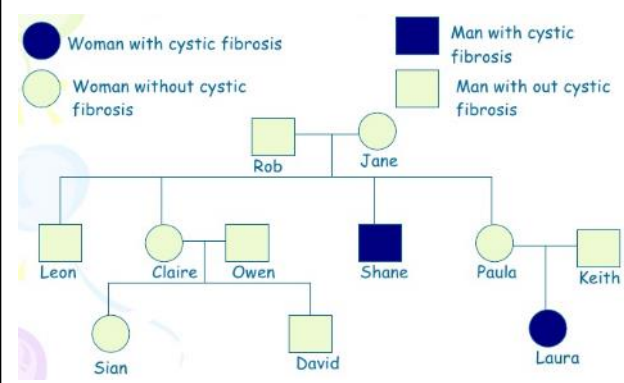 Woman with cystic fibrosis
Woman without cystic
fibrosis
Man with cystic
fibrosis
Man with out cystic
fibrosis
Rob
Jane
Leon
Claire
Owen
Shane
Paula
Keith
Sian
David
Laura